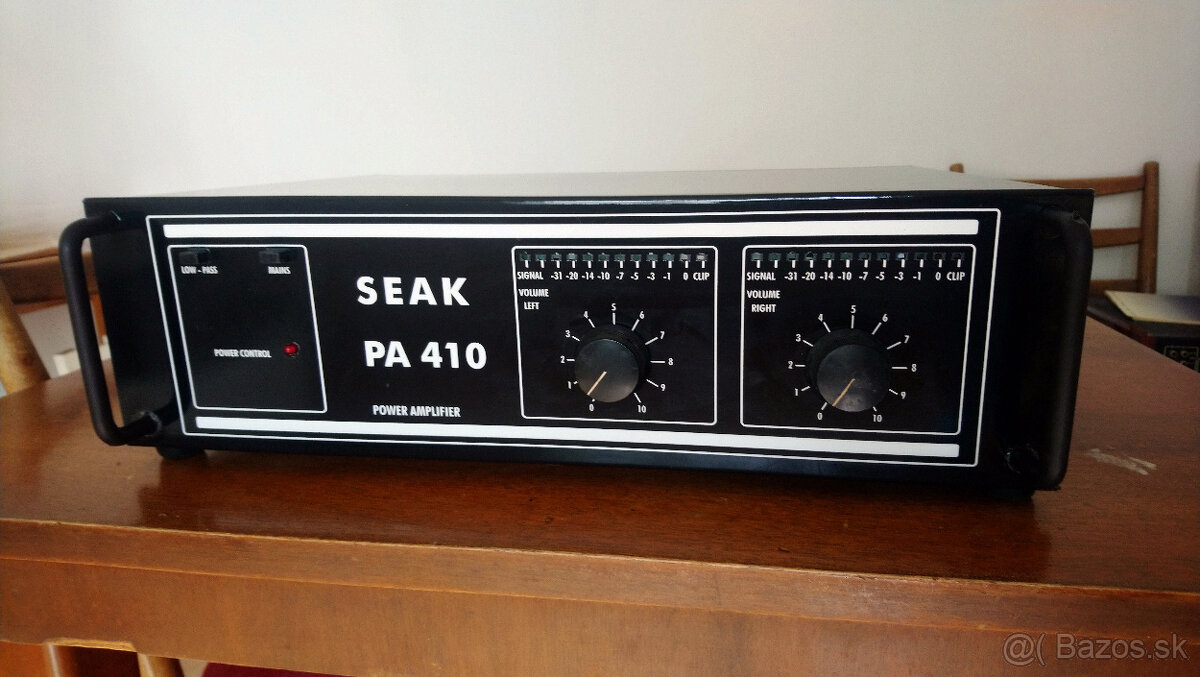 LOW - PASS
MAINS
POWER CONTROL
SEAK
PA 410
POWER AMPLIFIER
SIGNAL -31 -20 -14 -10 -7 -5 -3 -1 0 CLIP
VOLUME
LEFT
0 1 2 3 4 5 6 7 8 9 10
SIGNAL -31 -20 -14 -10 -7 -5 -3 -1 0 CLIP
VOLUME
RIGHT
0 1 2 3 4 5 6 7 8 9 10
@( Bazos.sk